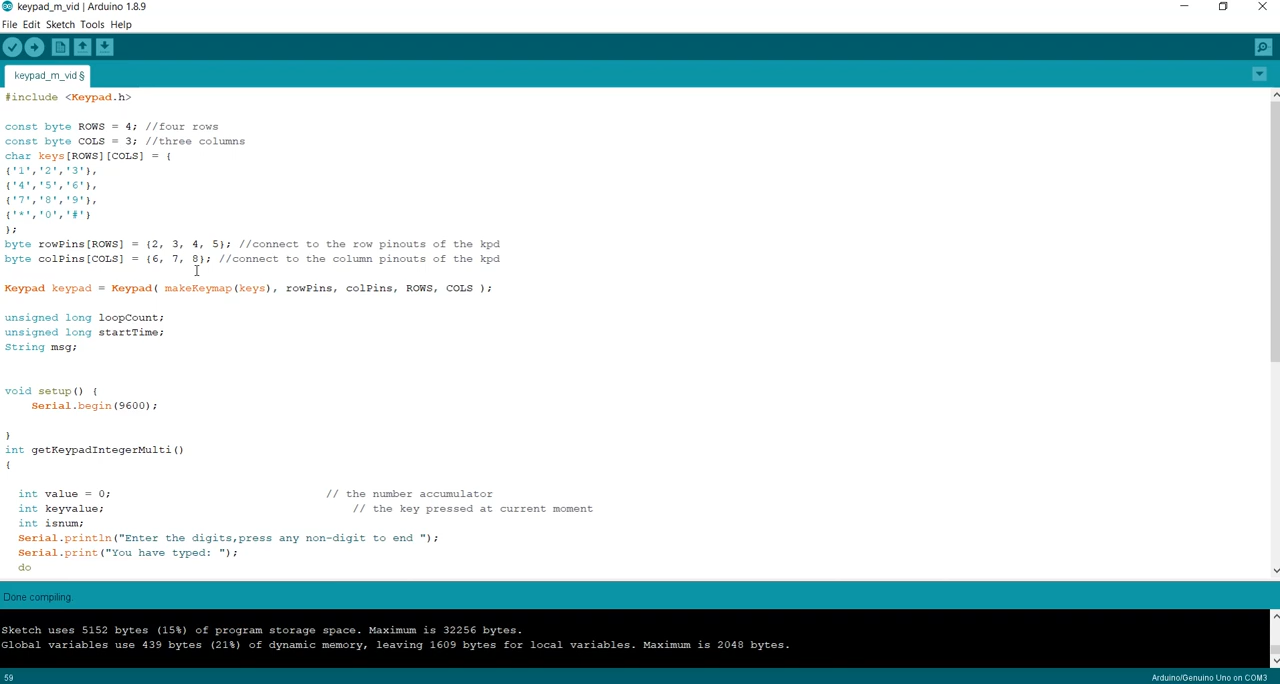 keypad_m_vid | Arduino 1.8.9
File Edit Sketch Tools Help
keypad_m_vid §
#include <Keypad.h>
const byte ROWS = 4; //four rows
const byte COLS = 3; //three columns
char keys[ROWS][COLS] = {
{'1','2','3'},
{'4','5','6'},
{'7','8','9'},
{'*','0','#'}
};
byte rowPins[ROWS] = {2, 3, 4, 5}; //connect to the row pinouts of the kpd
byte colPins[COLS] = {6, 7, 8}; //connect to the column pinouts of the kpd
Keypad keypad = Keypad( makeKeymap(keys), rowPins, colPins, ROWS, COLS );
unsigned long loopCount;
unsigned long startTime;
String msg;
void setup() {
Serial.begin(9600);
}
int getKeypadIntegerMulti()
{
int value = 0; // the number accumulator
int keyvalue; // the key pressed at current moment
int isnum;
Serial.println("Enter the digits,press any non-digit to end ");
Serial.print("You have typed: ");
do
Done compiling.
Sketch uses 5152 bytes (15%) of program storage space. Maximum is 32256 bytes.
Global variables use 439 bytes (21%) of dynamic memory, leaving 1609 bytes for local variables. Maximum is 2048 bytes.
59 Arduino/Genuino Uno on COM3